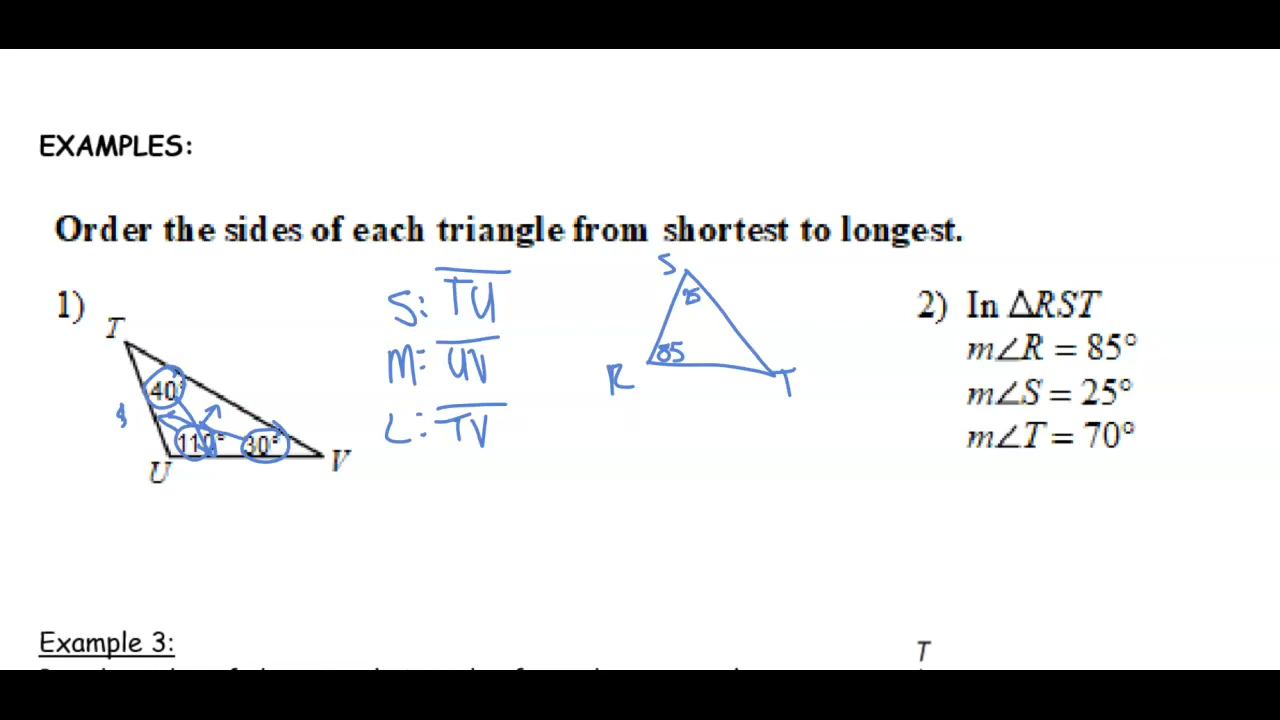 EXAMPLES:
Order the sides of each triangle from shortest to longest.
1)
T
40°
110°
30°
U
V
S: TU
M: UV
L: TV
S
85
R
T
2) In ΔRST
m∠R = 85°
m∠S = 25°
m∠T = 70°
Example 3:
T